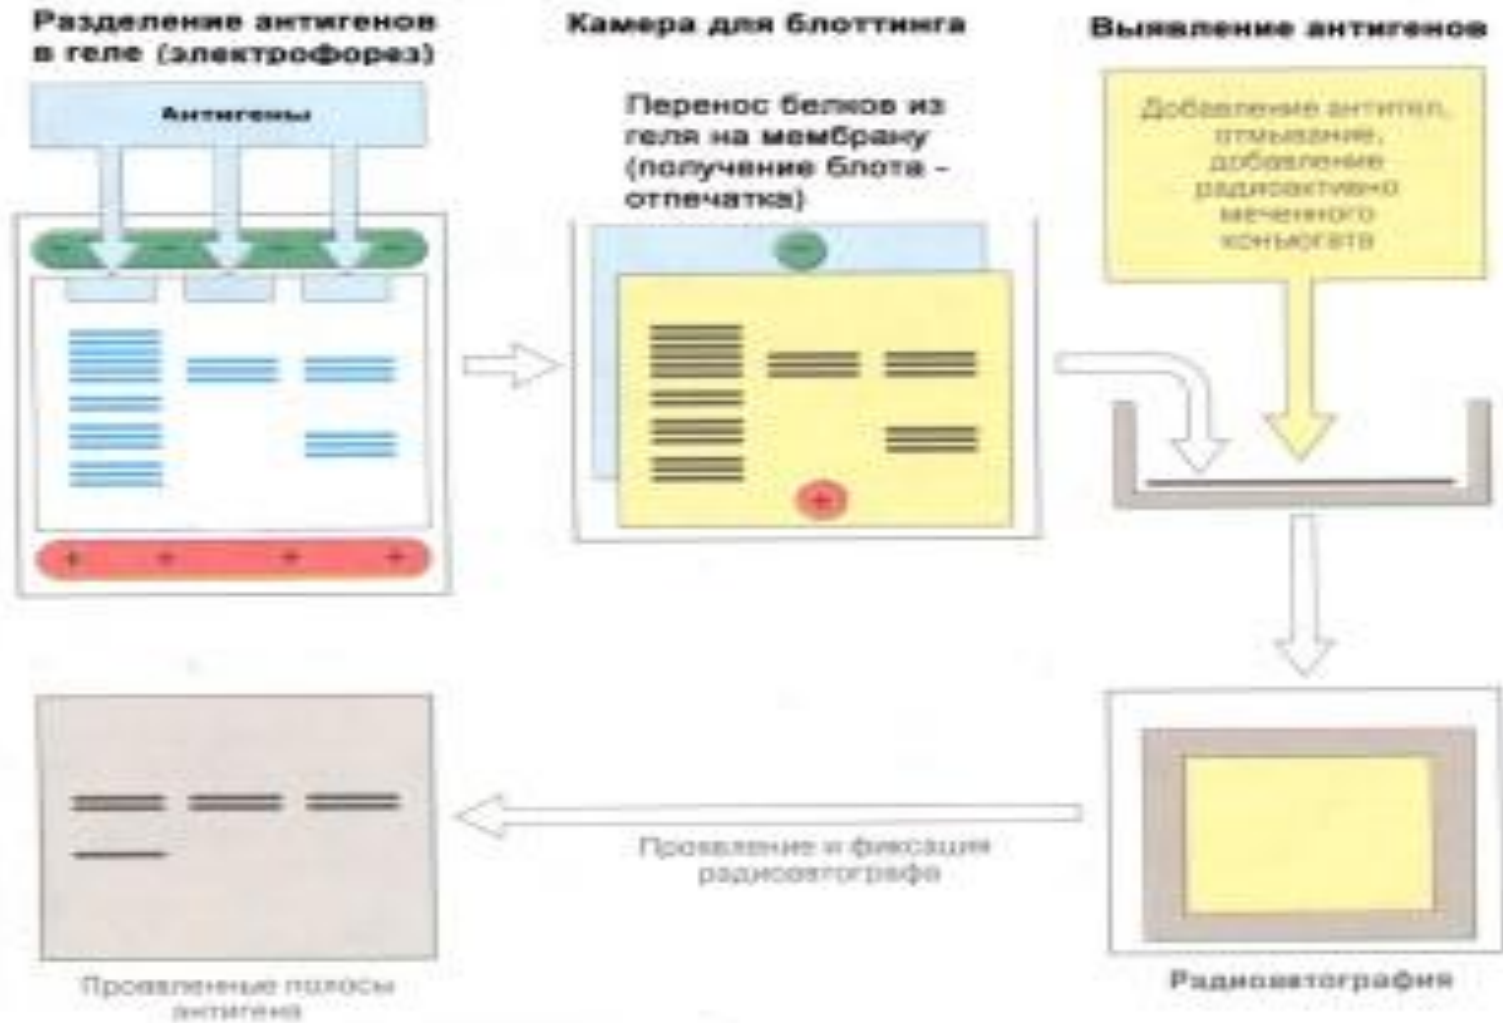 Разделение антигенов
в геле (электрофорез)
Антигены
Камера для блоттинга
Перенос белков из
геля на мембрану
(получение блота -
отпечатка)
Выявление антигенов
Добавление антител,
отмывание,
добавление
радиоактивно
меченного
конъюгата
Проявление и фиксация
радиоавтографа
Проявленные полосы
антигена
Радиоавтография